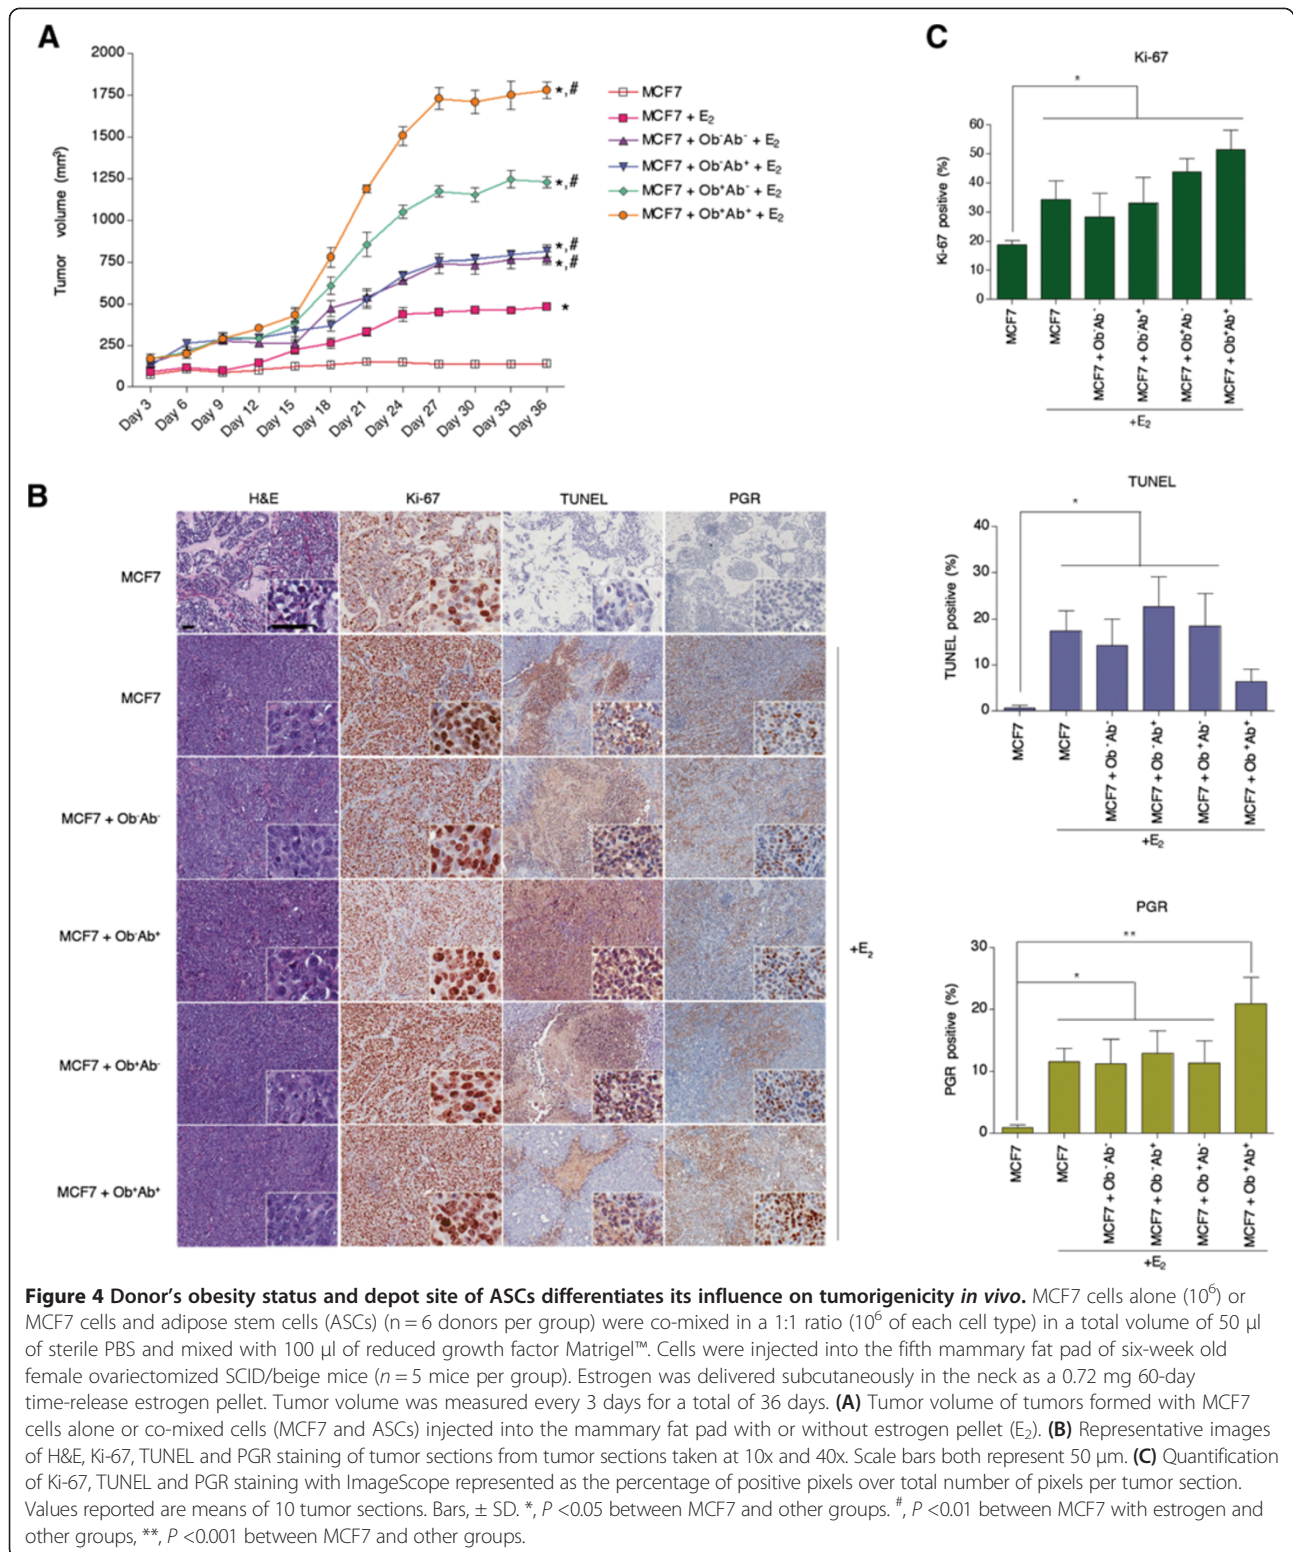 A
2000
1750
1500
1250
1000
750
500
250
0
Tumor volume (mm³)
Day 3
Day 6
Day 9
Day 12
Day 15
Day 18
Day 21
Day 24
Day 27
Day 30
Day 33
Day 36
*,#
*,#
*,#
*,#
*
MCF7
MCF7 + E₂
MCF7 + Ob⁻Ab⁻ + E₂
MCF7 + Ob⁻Ab⁺ + E₂
MCF7 + Ob⁺Ab⁻ + E₂
MCF7 + Ob⁺Ab⁺ + E₂
B
H&E Ki-67 TUNEL PGR
MCF7
MCF7
MCF7 + Ob⁻Ab⁻
MCF7 + Ob⁻Ab⁺
MCF7 + Ob⁺Ab⁻
MCF7 + Ob⁺Ab⁺
+E₂
C
Ki-67
*
60
50
40
30
20
10
0
Ki-67 positive (%)
MCF7
MCF7
MCF7 + Ob⁻Ab⁻
MCF7 + Ob⁻Ab⁺
MCF7 + Ob⁺Ab⁻
MCF7 + Ob⁺Ab⁺
+E₂
TUNEL
*
40
30
20
10
0
TUNEL positive (%)
MCF7
MCF7
MCF7 + Ob⁻Ab⁻
MCF7 + Ob⁻Ab⁺
MCF7 + Ob⁺Ab⁻
MCF7 + Ob⁺Ab⁺
+E₂
PGR
**
*
30
20
10
0
PGR positive (%)
MCF7
MCF7
MCF7 + Ob⁻Ab⁻
MCF7 + Ob⁻Ab⁺
MCF7 + Ob⁺Ab⁻
MCF7 + Ob⁺Ab⁺
+E₂
Figure 4 Donor's obesity status and depot site of ASCs differentiates its influence on tumorigenicity in vivo. MCF7 cells alone (10⁶) or
MCF7 cells and adipose stem cells (ASCs) (n = 6 donors per group) were co-mixed in a 1:1 ratio (10⁶ of each cell type) in a total volume of 50 μl
of sterile PBS and mixed with 100 μl of reduced growth factor Matrigel™. Cells were injected into the fifth mammary fat pad of six-week old
female ovariectomized SCID/beige mice (n = 5 mice per group). Estrogen was delivered subcutaneously in the neck as a 0.72 mg 60-day
time-release estrogen pellet. Tumor volume was measured every 3 days for a total of 36 days. (A) Tumor volume of tumors formed with MCF7
cells alone or co-mixed cells (MCF7 and ASCs) injected into the mammary fat pad with or without estrogen pellet (E₂). (B) Representative images
of H&E, Ki-67, TUNEL and PGR staining of tumor sections from tumor sections taken at 10x and 40x. Scale bars both represent 50 μm. (C) Quantification
of Ki-67, TUNEL and PGR staining with ImageScope represented as the percentage of positive pixels over total number of pixels per tumor section.
Values reported are means of 10 tumor sections. Bars, ± SD. *, P <0.05 between MCF7 and other groups. #, P <0.01 between MCF7 with estrogen and
other groups, **, P <0.001 between MCF7 and other groups.